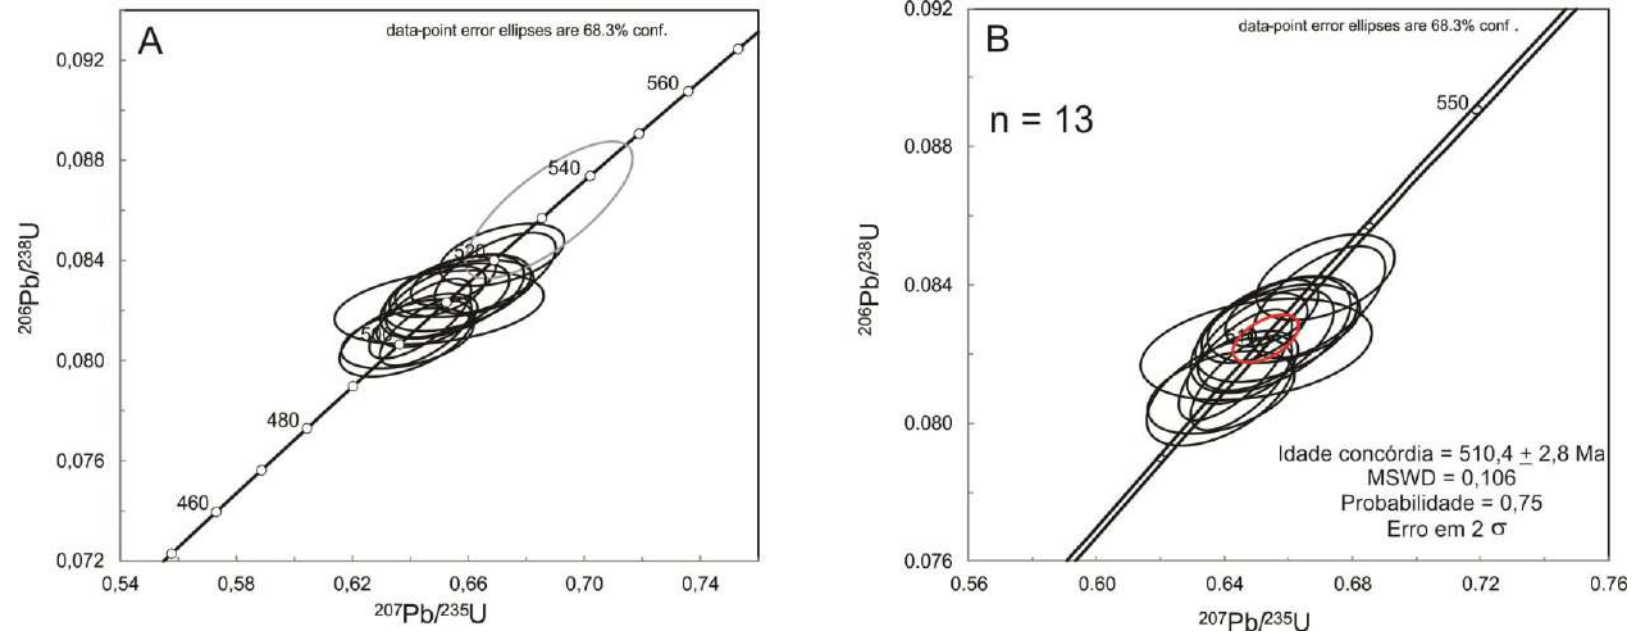 A
data-point error ellipses are 68.3% conf.
0,092
0,088
0,084
0,080
0,076
0,072
206Pb/238U
560
540
520
500
480
460
0,54
0,58
0,62
0,66
0,70
0,74
207Pb/235U
B
data-point error ellipses are 68.3% conf .
n = 13
0.092
0.088
0.084
0.080
0.076
206Pb/238U
550
Idade concórdia = 510,4 ± 2,8 Ma
MSWD = 0,106
Probabilidade = 0,75
Erro em 2 σ
0.56
0.60
0.64
0.68
0.72
0.76
207Pb/235U